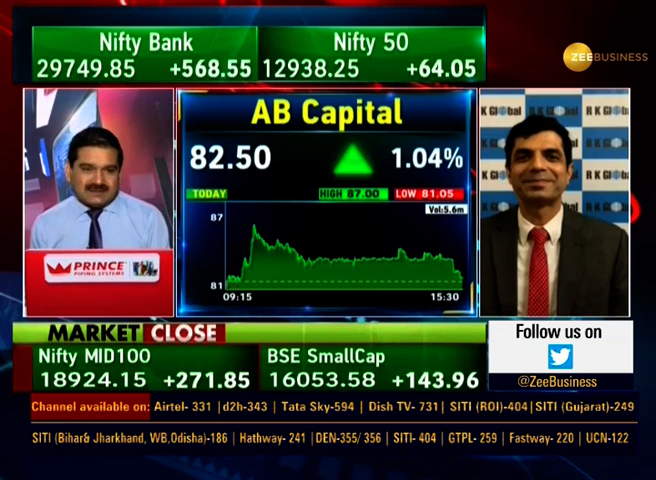 Nifty Bank
29749.85 +568.55
Nifty 50
12938.25 +64.05
ZEEBUSINESS
AB Capital
82.50 1.04%
TODAY HIGH 87.00 LOW 81.05
Vol:5.6m
87
81
09:15 15:30
PRINCE
PIPING SYSTEMS
K Gl bal R K Gl bal
MARKET CLOSE
Nifty MID100
18924.15 +271.85
BSE SmallCap
16053.58 +143.96
Follow us on
@ZeeBusiness
Channel available on: Airtel- 331 |d2h-343 | Tata Sky-594 | Dish TV- 731| SITI (ROI)-404|SITI (Gujarat)-249
SITI (Bihar& Jharkhand, WB,Odisha)-186 | Hathway- 241 |DEN-355/ 356 | SITI- 404 | GTPL- 259 | Fastway- 220 | UCN-122